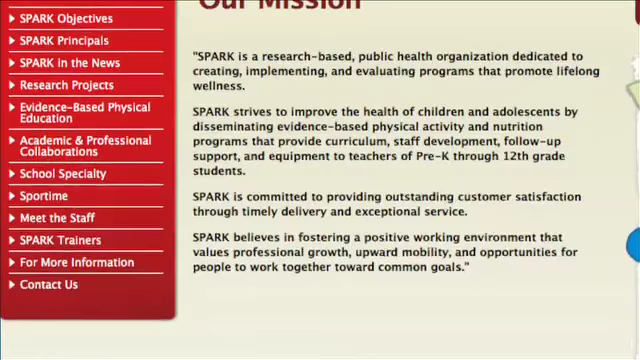 SPARK Objectives
SPARK Principals
SPARK in the News
Research Projects
Evidence-Based Physical
Education
Academic & Professional
Collaborations
School Specialty
Sportime
Meet the Staff
SPARK Trainers
For More Information
Contact Us
Our Mission
"SPARK is a research-based, public health organization dedicated to
creating, implementing, and evaluating programs that promote lifelong
wellness.
SPARK strives to improve the health of children and adolescents by
disseminating evidence-based physical activity and nutrition
programs that provide curriculum, staff development, follow-up
support, and equipment to teachers of Pre-K through 12th grade
students.
SPARK is committed to providing outstanding customer satisfaction
through timely delivery and exceptional service.
SPARK believes in fostering a positive working environment that
values professional growth, upward mobility, and opportunities for
people to work together toward common goals."